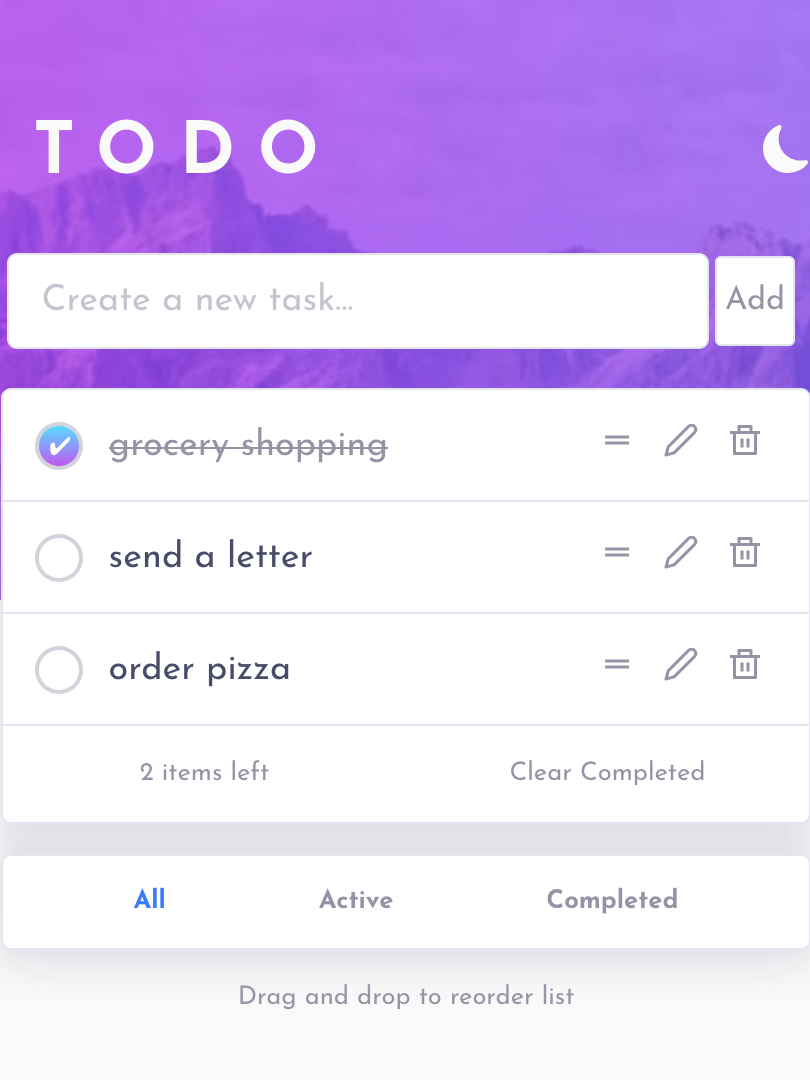 TODO
Create a new task...
Add
grocery shopping
send a letter
order pizza
2 items left
Clear Completed
All
Active
Completed
Drag and drop to reorder list